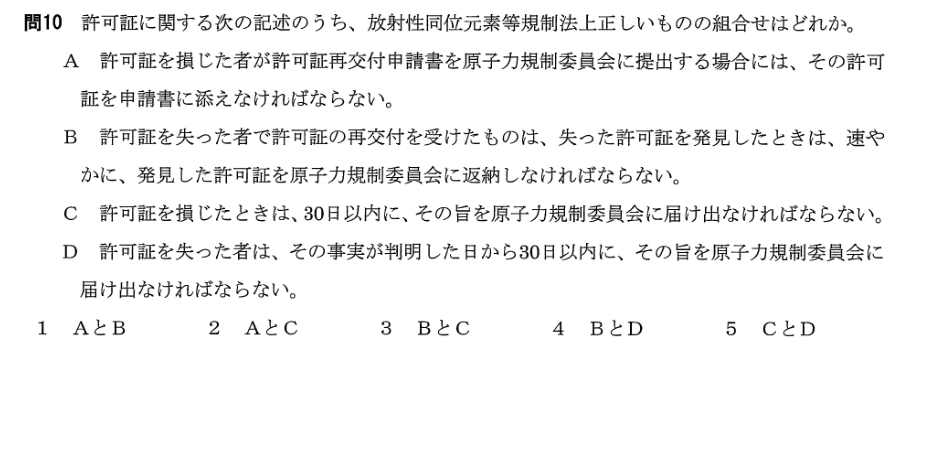 問10　許可証に関する次の記述のうち、放射性同位元素等規制法上正しいものの組合せはどれか。
A　許可証を損じた者が許可証再交付申請書を原子力規制委員会に提出する場合には、その許可
証を申請書に添えなければならない。
B　許可証を失った者で許可証の再交付を受けたものは、失った許可証を発見したときは、速や
かに、発見した許可証を原子力規制委員会に返納しなければならない。
C　許可証を損じたときは、30日以内に、その旨を原子力規制委員会に届け出なければならない。
D　許可証を失った者は、その事実が判明した日から30日以内に、その旨を原子力規制委員会に
届け出なければならない。
1　AとB　2　AとC　3　BとC　4　BとD　5　CとD